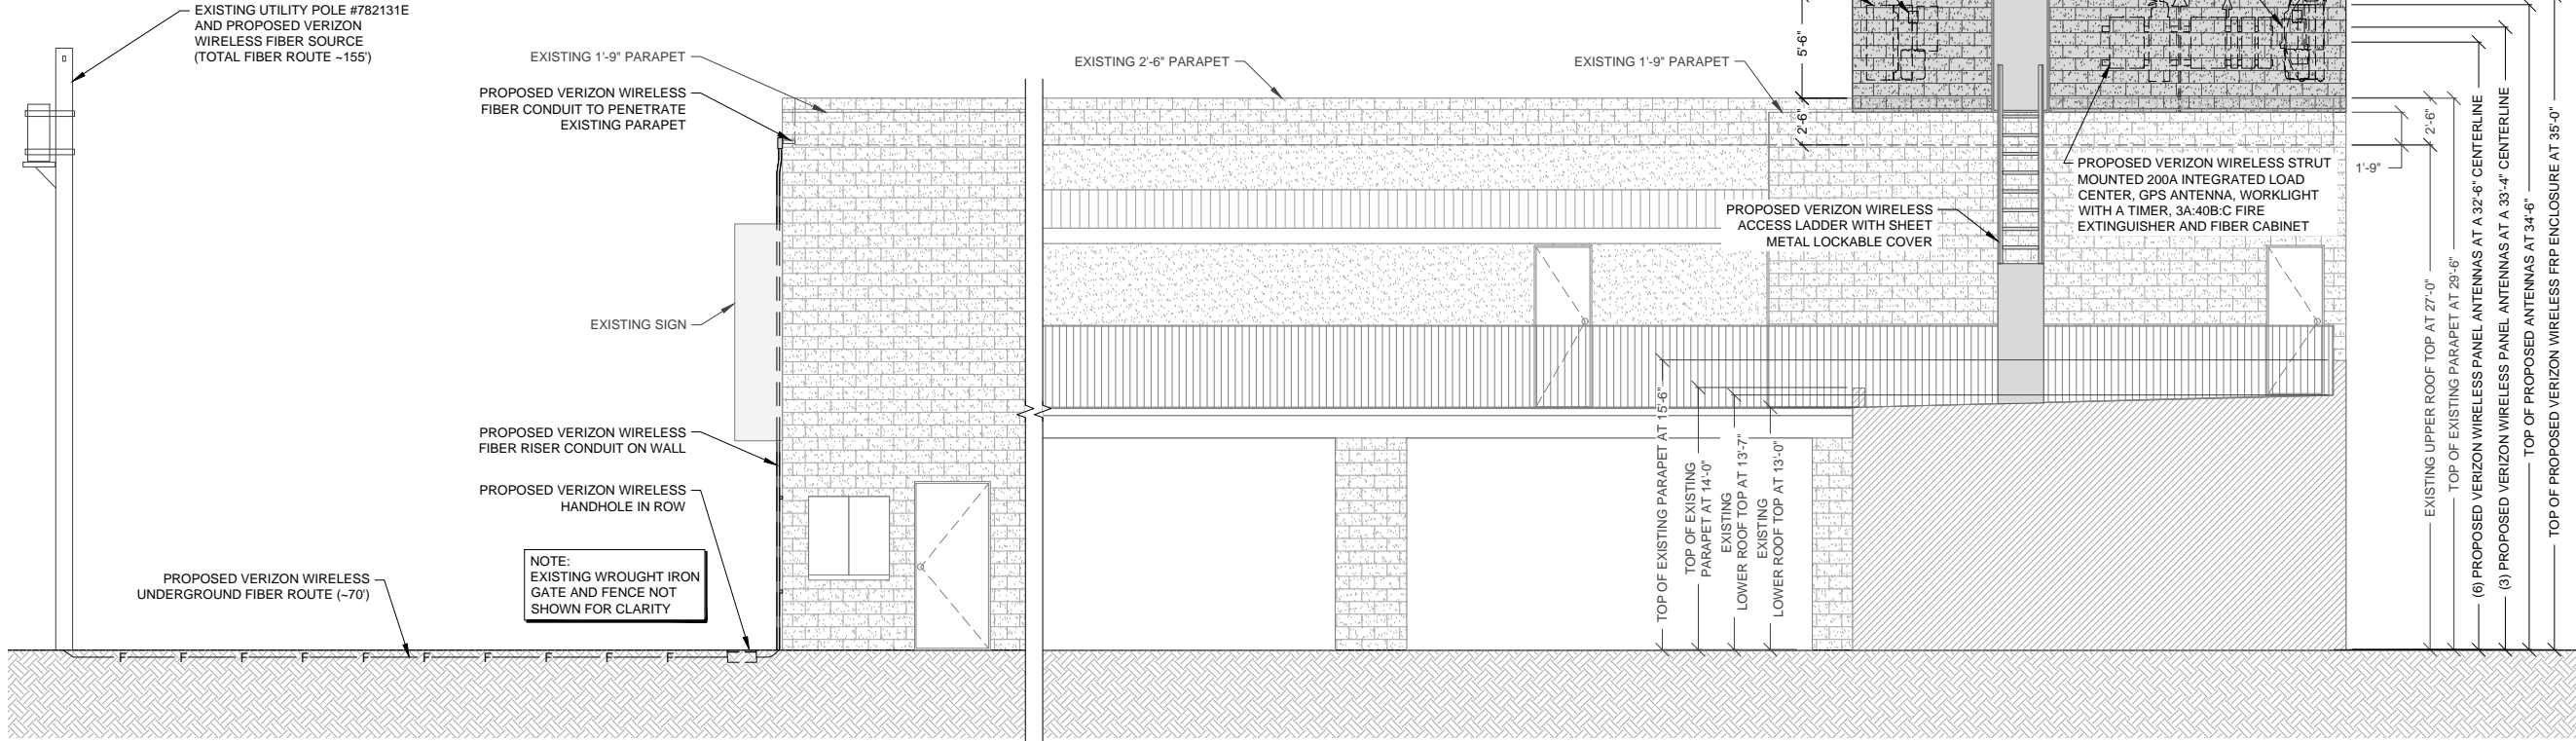 EXISTING UTILITY POLE #782131E
AND PROPOSED VERIZON
WIRELESS FIBER SOURCE
(TOTAL FIBER ROUTE ~155')
EXISTING 1'-9" PARAPET
PROPOSED VERIZON WIRELESS
FIBER CONDUIT TO PENETRATE
EXISTING PARAPET
EXISTING SIGN
PROPOSED VERIZON WIRELESS
FIBER RISER CONDUIT ON WALL
PROPOSED VERIZON WIRELESS
HANDHOLE IN ROW
NOTE:
EXISTING WROUGHT IRON
GATE AND FENCE NOT
SHOWN FOR CLARITY
PROPOSED VERIZON WIRELESS
UNDERGROUND FIBER ROUTE (~70')
F F F F F F F F F F
EXISTING 2'-6" PARAPET
EXISTING 1'-9" PARAPET
5'-6"
2'-6"
PROPOSED VERIZON WIRELESS
ACCESS LADDER WITH SHEET
METAL LOCKABLE COVER
PROPOSED VERIZON WIRELESS STRUT
MOUNTED 200A INTEGRATED LOAD
CENTER, GPS ANTENNA, WORKLIGHT
WITH A TIMER, 3A:40B:C FIRE
EXTINGUISHER AND FIBER CABINET
TOP OF EXISTING PARAPET AT 15'-6"
TOP OF EXISTING
PARAPET AT 14'-0"
EXISTING
LOWER ROOF TOP AT 13'-7"
EXISTING
LOWER ROOF TOP AT 13'-0"
1'-9"
2'-6"
EXISTING UPPER ROOF TOP AT 27'-0"
TOP OF EXISTING PARAPET AT 29'-6"
(6) PROPOSED VERIZON WIRELESS PANEL ANTENNAS AT A 32'-6" CENTERLINE
(3) PROPOSED VERIZON WIRELESS PANEL ANTENNAS AT A 33'-4" CENTERLINE
TOP OF PROPOSED ANTENNAS AT 34'-6"
TOP OF PROPOSED VERIZON WIRELESS FRP ENCLOSURE AT 35'-0"